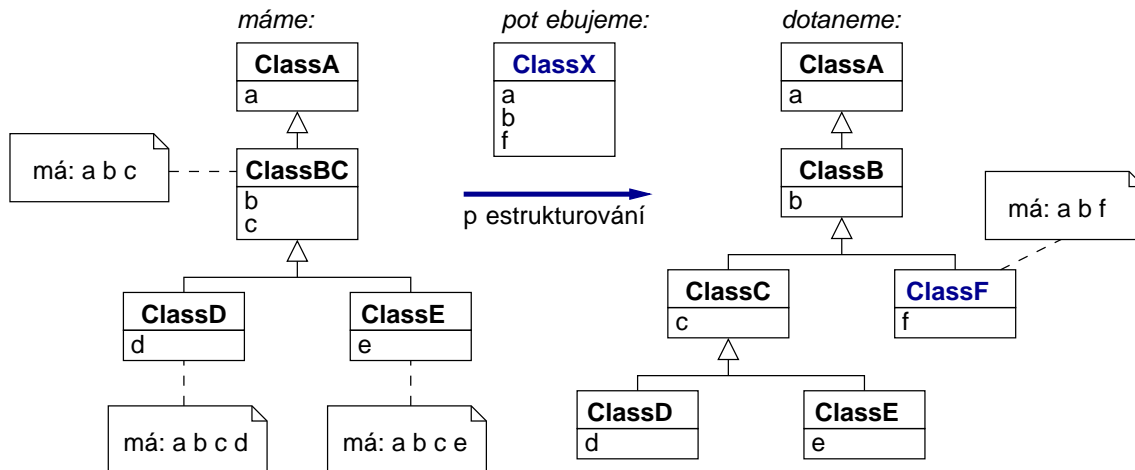 máme:
ClassA
a
má: a b c
ClassBC
b
c
ClassD
d
ClassE
e
má: a b c d
má: a b c e
pot ebujeme:
ClassX
a
b
f
p estrukturování
dotaneme:
ClassA
a
ClassB
b
má: a b f
ClassC
c
ClassF
f
ClassD
d
ClassE
e